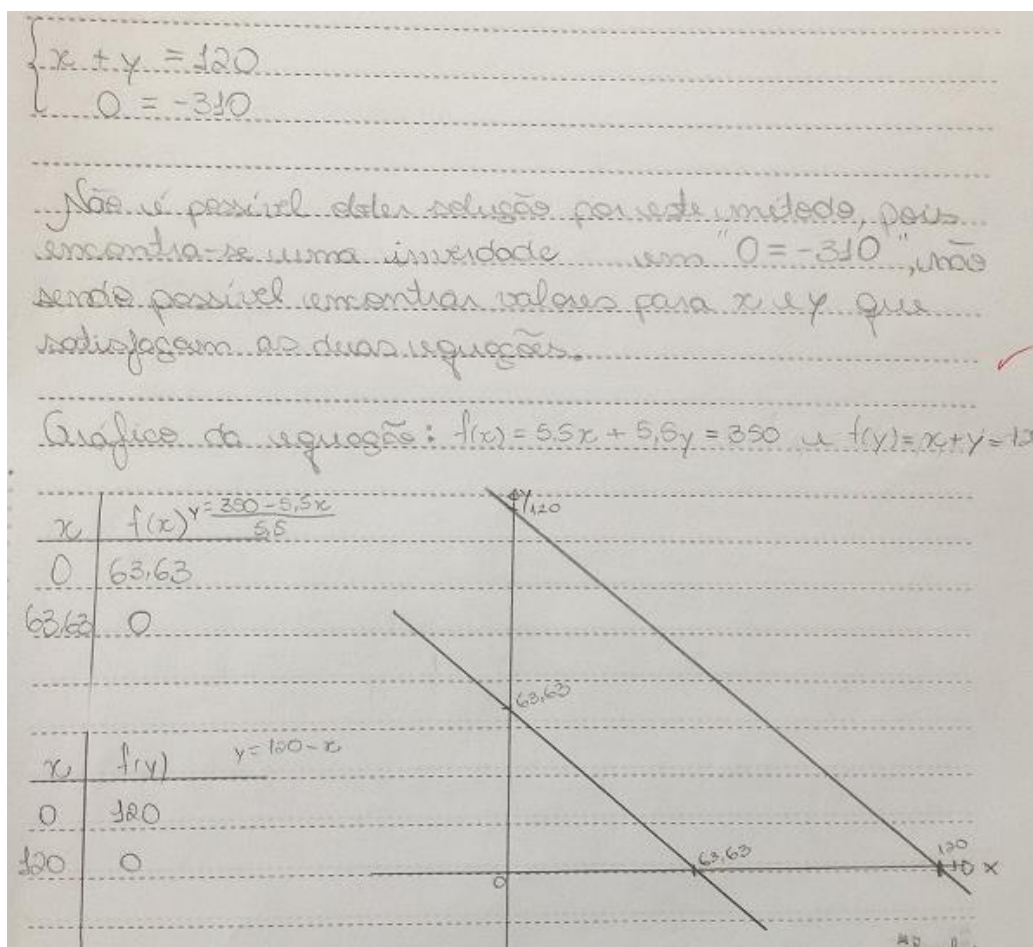 x + y = 120
0 = -310
Não é possível obter solução por este método, pois
encontra-se uma inverdade em "0 = -310", não
sendo possível encontrar valores para x e y que
satisfaçam as duas equações.
Gráfico da equação: f(x) = 5,5x + 5,5y = 350 e f(y) = x + y = 12
x f(x) y = 350 - 5,5x / 5,5
0 63,63
63,63 0
x f(y) y = 120 - x
0 120
120 0
y
120
63,63
63,63
120
x
0